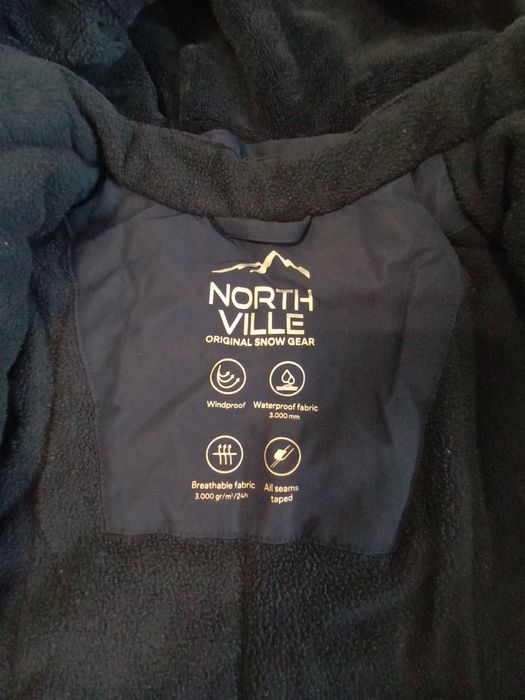 NORTH
VILLE
ORIGINAL SNOW GEAR
Windproof
Waterproof fabric
3.000 mm
Breathable fabric
3.000 gr/m²/24h
All seams
taped